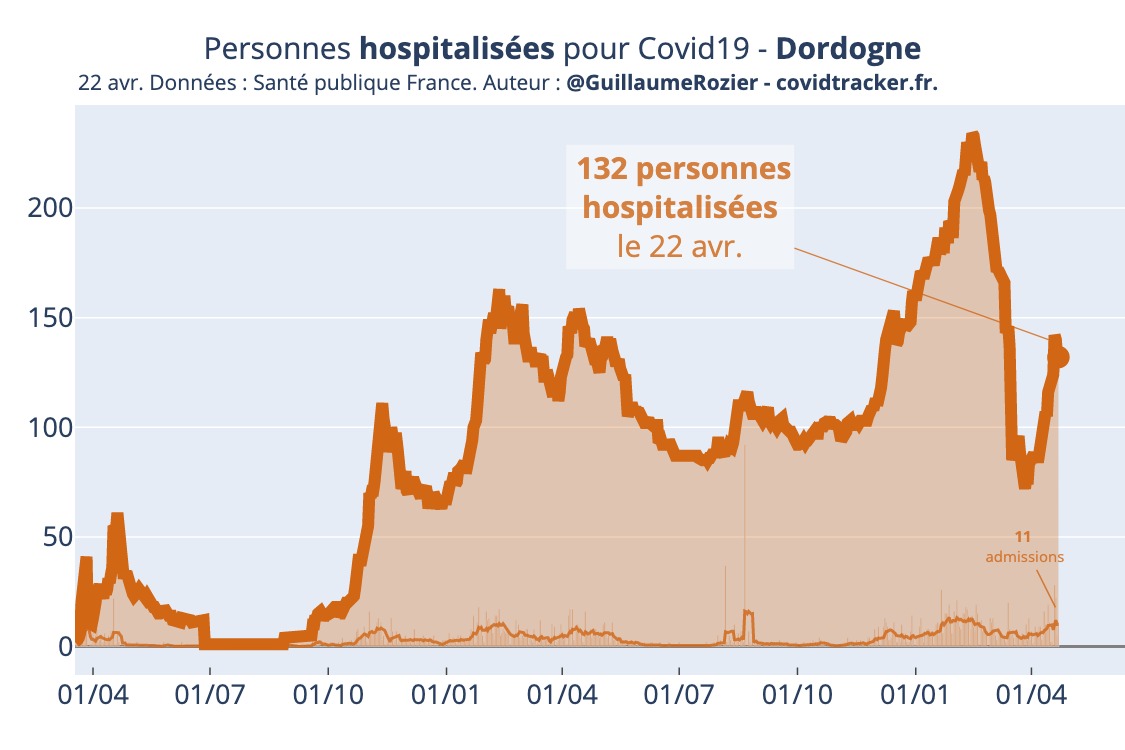 Personnes hospitalisées pour Covid19 - Dordogne
22 avr. Données : Santé publique France. Auteur : @GuillaumeRozier - covidtracker.fr.
132 personnes
hospitalisées
le 22 avr.
200
150
100
50
0
11
admissions
01/04 01/07 01/10 01/01 01/04 01/07 01/10 01/01 01/04